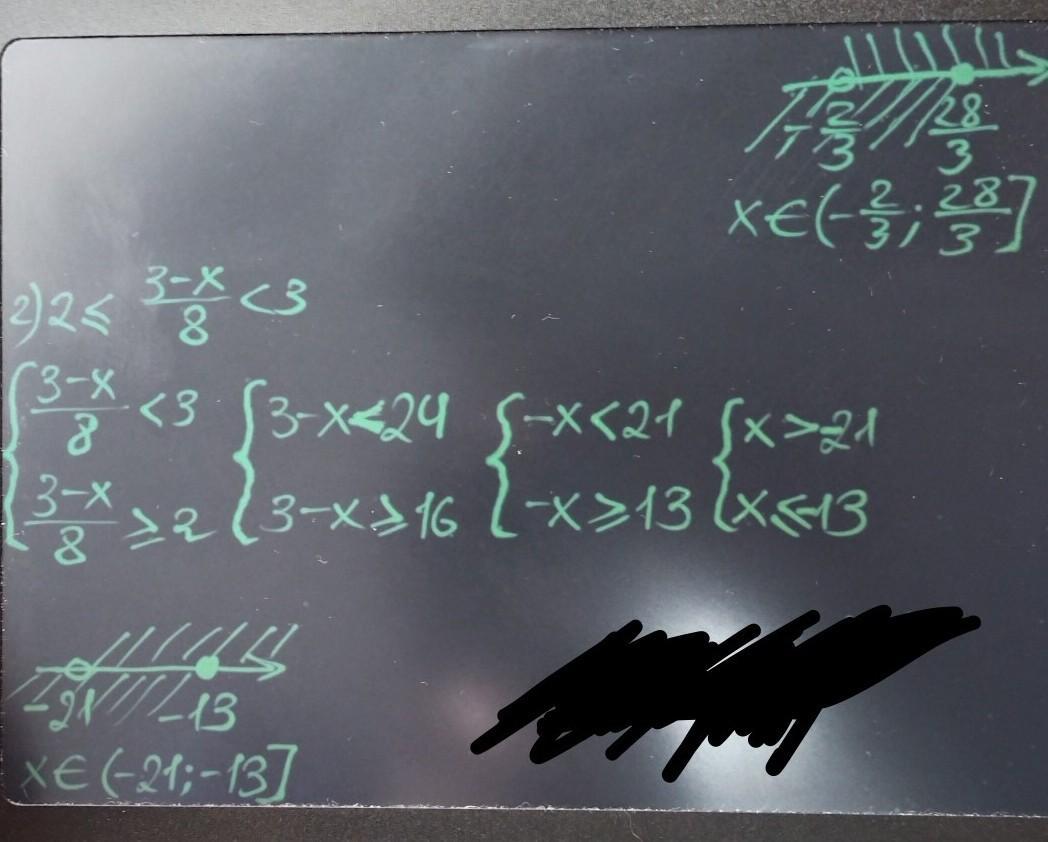 -2/3 28/3
x∈(-2/3; 28/3]
2) 2 ≤ (3-x)/8 < 3
{ (3-x)/8 < 3 { 3-x<24 { -x<21 { x>-21
{ (3-x)/8 ≥ 2 { 3-x≥16 { -x≥13 { x≤-13
-21 -13
x∈(-21;-13]